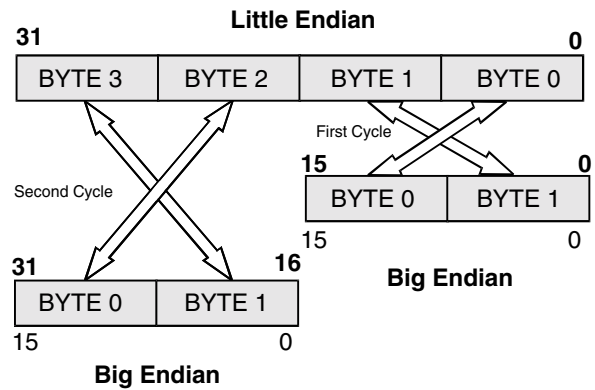 Little Endian
31 0
BYTE 3 BYTE 2 BYTE 1 BYTE 0
First Cycle
15 0
Second Cycle
BYTE 0 BYTE 1
15 0
31 16
Big Endian
BYTE 0 BYTE 1
15 0
Big Endian